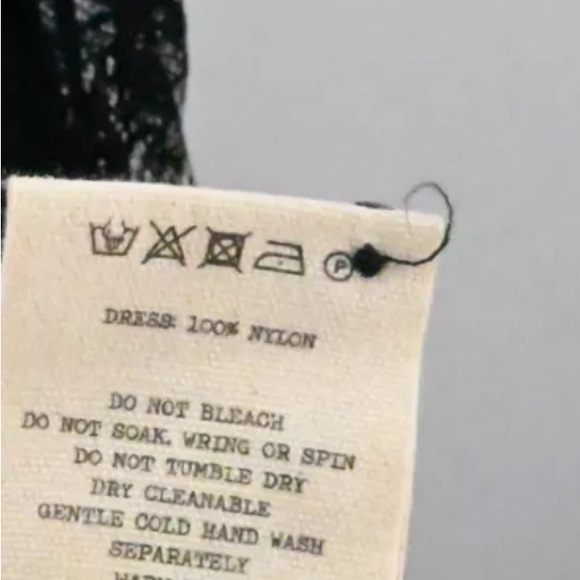 P
DRESS: 100% NYLON
DO NOT BLEACH
DO NOT SOAK, WRING OR SPIN
DO NOT TUMBLE DRY
DRY CLEANABLE
GENTLE COLD HAND WASH
SEPARATELY